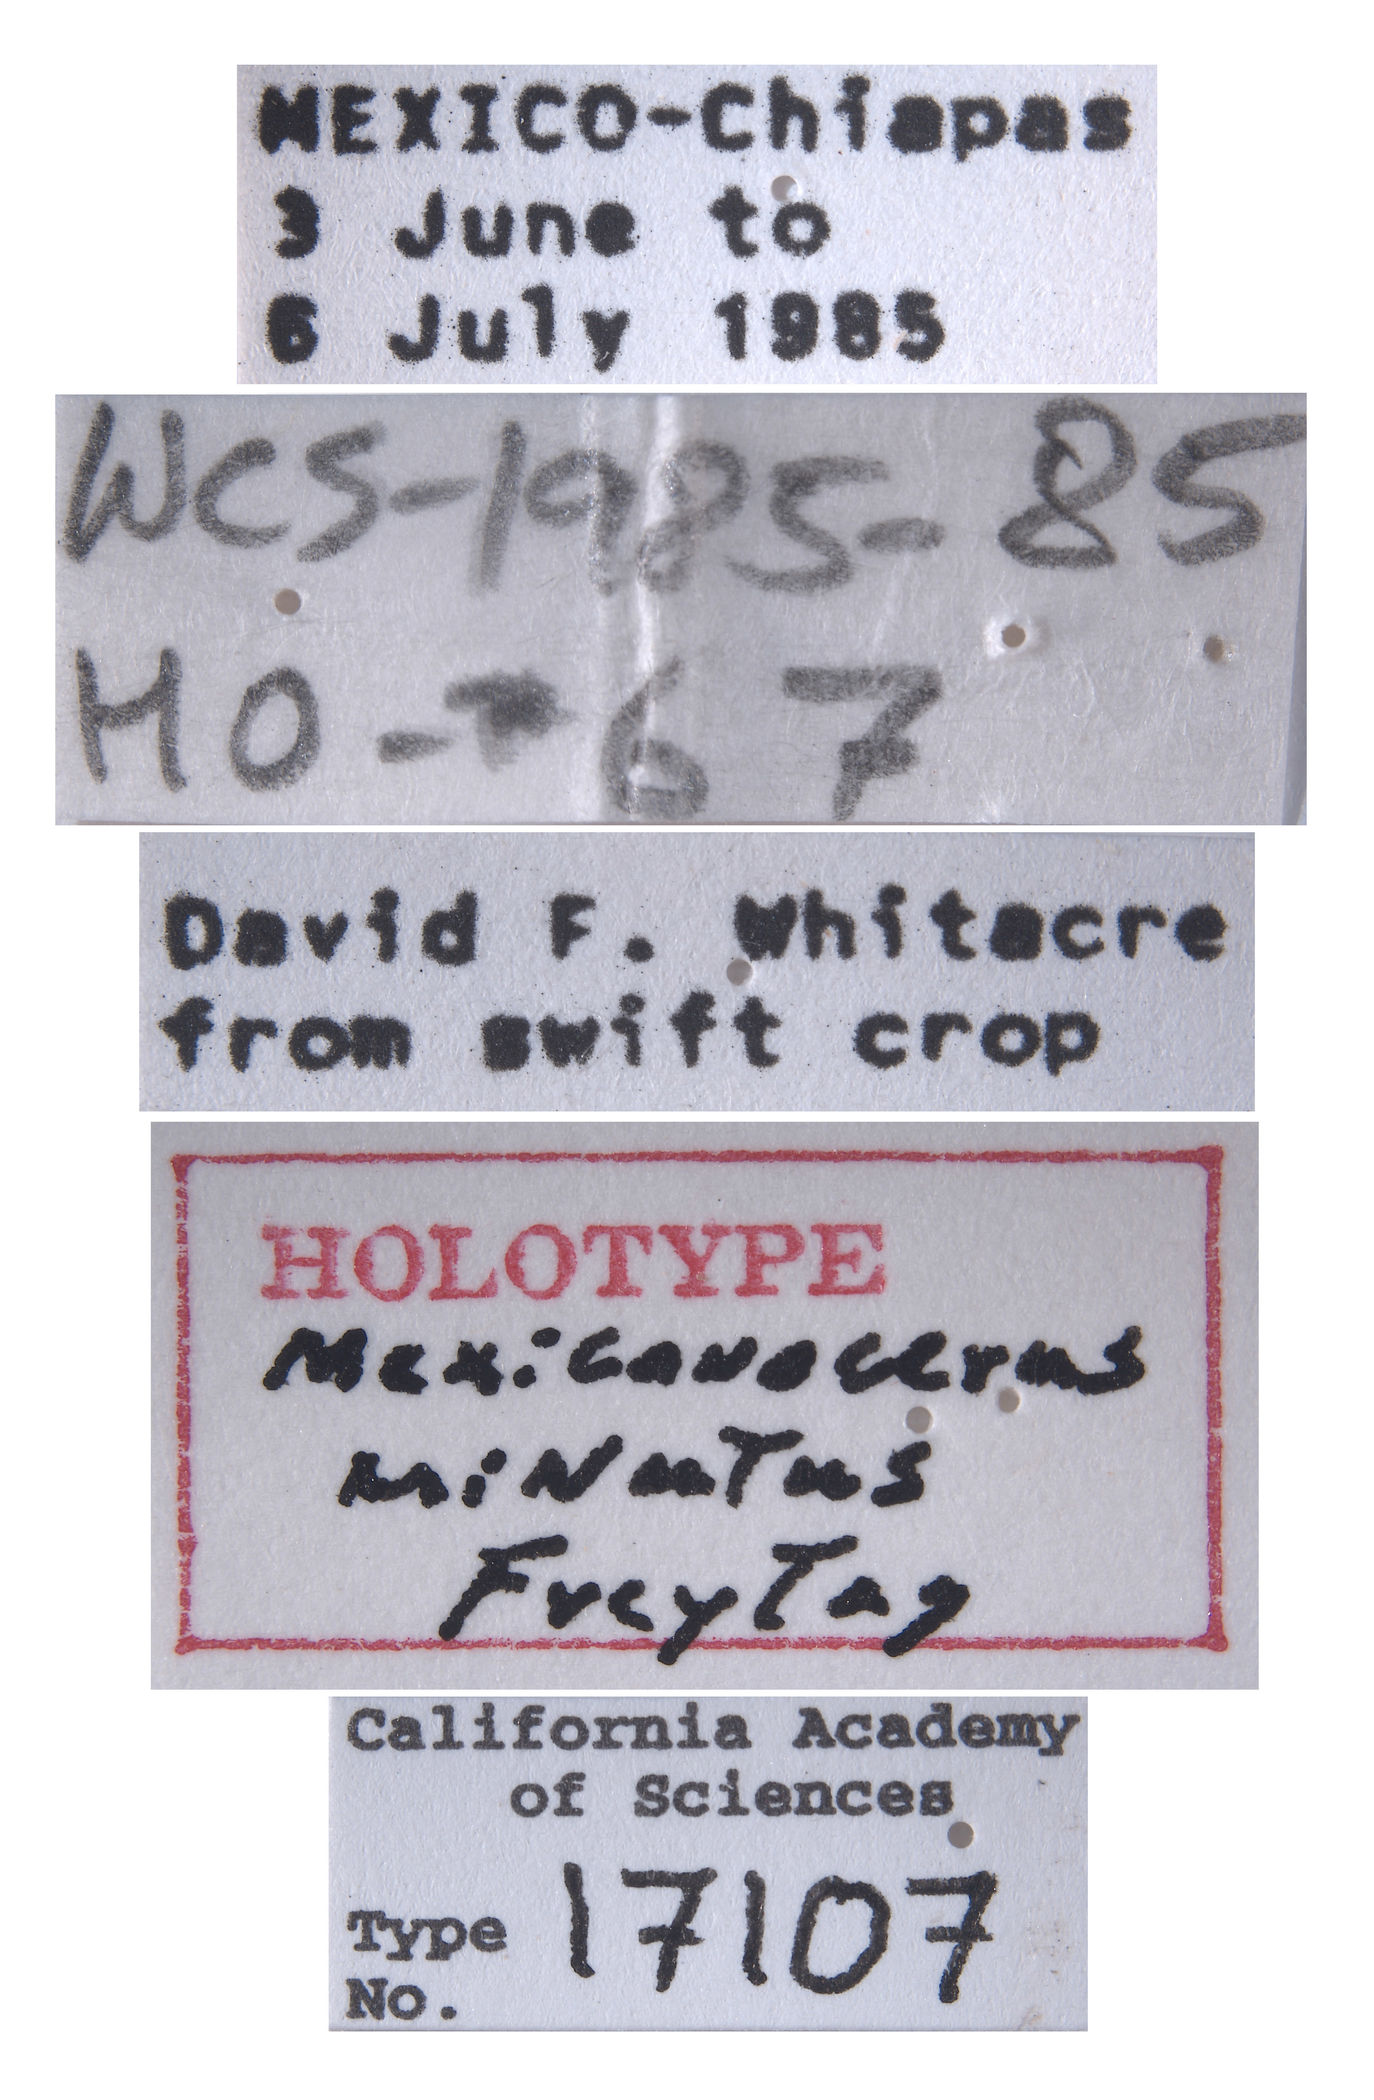 MEXICO-Chiapas
3 June to
6 July 1985
WCS-1985-85
HO - 67
David F. Whitacre
from swift crop
HOLOTYPE
Mexicanocerus
minutus
Freytag
California Academy
of Sciences
Type
No. 17107